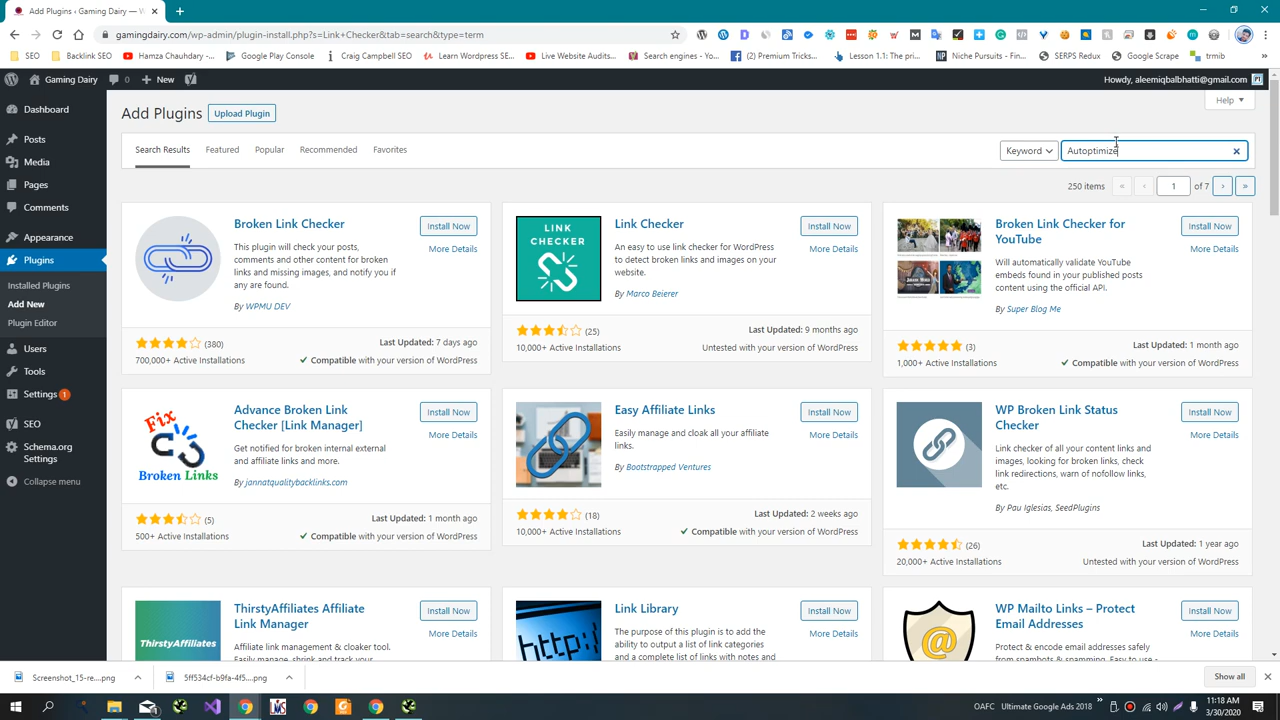 Add Plugins ‹ Gaming Dairy — W
gamingdairy.com/wp-admin/plugin-install.php?s=Link+Checker&tab=search&type=term
SEO
Backlink SEO
Hamza Chauhdary -...
Google Play Console
Craig Campbell SEO
Learn Wordpress SE...
Live Website Audits...
Search engines - Yo...
(2) Premium Tricks...
Lesson 1.1: The pri...
Niche Pursuits - Fin...
SERPS Redux
Google Scrape
trmib
Gaming Dairy
0
New
Howdy, aleemiqbalbhatti@gmail.com
Dashboard
Posts
Media
Pages
Comments
Appearance
Plugins
Installed Plugins
Add New
Plugin Editor
Users
Tools
Settings 1
SEO
Schema.org
Settings
Collapse menu
Add Plugins
Upload Plugin
Help
Search Results
Featured
Popular
Recommended
Favorites
Keyword
Autoptimize
250 items
«
‹
1
of 7
›
»
Broken Link Checker
Install Now
More Details
This plugin will check your posts,
comments and other content for broken
links and missing images, and notify you if
any are found.
By WPMU DEV
(380)
Last Updated: 7 days ago
700,000+ Active Installations
Compatible with your version of WordPress
LINK
CHECKER
Link Checker
Install Now
More Details
An easy to use link checker for WordPress
to detect broken links and images on your
website.
By Marco Beierer
(25)
Last Updated: 9 months ago
10,000+ Active Installations
Untested with your version of WordPress
Broken Link Checker for
YouTube
Install Now
More Details
Will automatically validate YouTube
embeds found in your published posts
content using the official API.
By Super Blog Me
(3)
Last Updated: 1 month ago
1,000+ Active Installations
Compatible with your version of WordPress
Fix
Broken Links
Advance Broken Link
Checker [Link Manager]
Install Now
More Details
Get notified for broken internal external
and affiliate links and more.
By jannatqualitybacklinks.com
(5)
Last Updated: 1 month ago
500+ Active Installations
Compatible with your version of WordPress
Easy Affiliate Links
Install Now
More Details
Easily manage and cloak all your affiliate
links.
By Bootstrapped Ventures
(18)
Last Updated: 2 weeks ago
10,000+ Active Installations
Compatible with your version of WordPress
WP Broken Link Status
Checker
Install Now
More Details
Link checker of all your content links and
images, looking for broken links, check
link redirections, warn of nofollow links,
etc.
By Pau Iglesias, SeedPlugins
(26)
Last Updated: 1 year ago
20,000+ Active Installations
Untested with your version of WordPress
ThirstyAffiliates
ThirstyAffiliates Affiliate
Link Manager
Install Now
More Details
Affiliate link management & cloaker tool.
Easily manage, shrink and track your
http:/
Link Library
Install Now
More Details
The purpose of this plugin is to add the
ability to output a list of link categories
and a complete list of links with notes and
@
WP Mailto Links – Protect
Email Addresses
Install Now
More Details
Protect & encode email addresses safely
from spambots & spamming. Easy to use -
Screenshot_15-re....png
5ff534cf-b9fa-4f5....png
Show all
OAFC
Ultimate Google Ads 2018
11:18 AM
3/30/2020